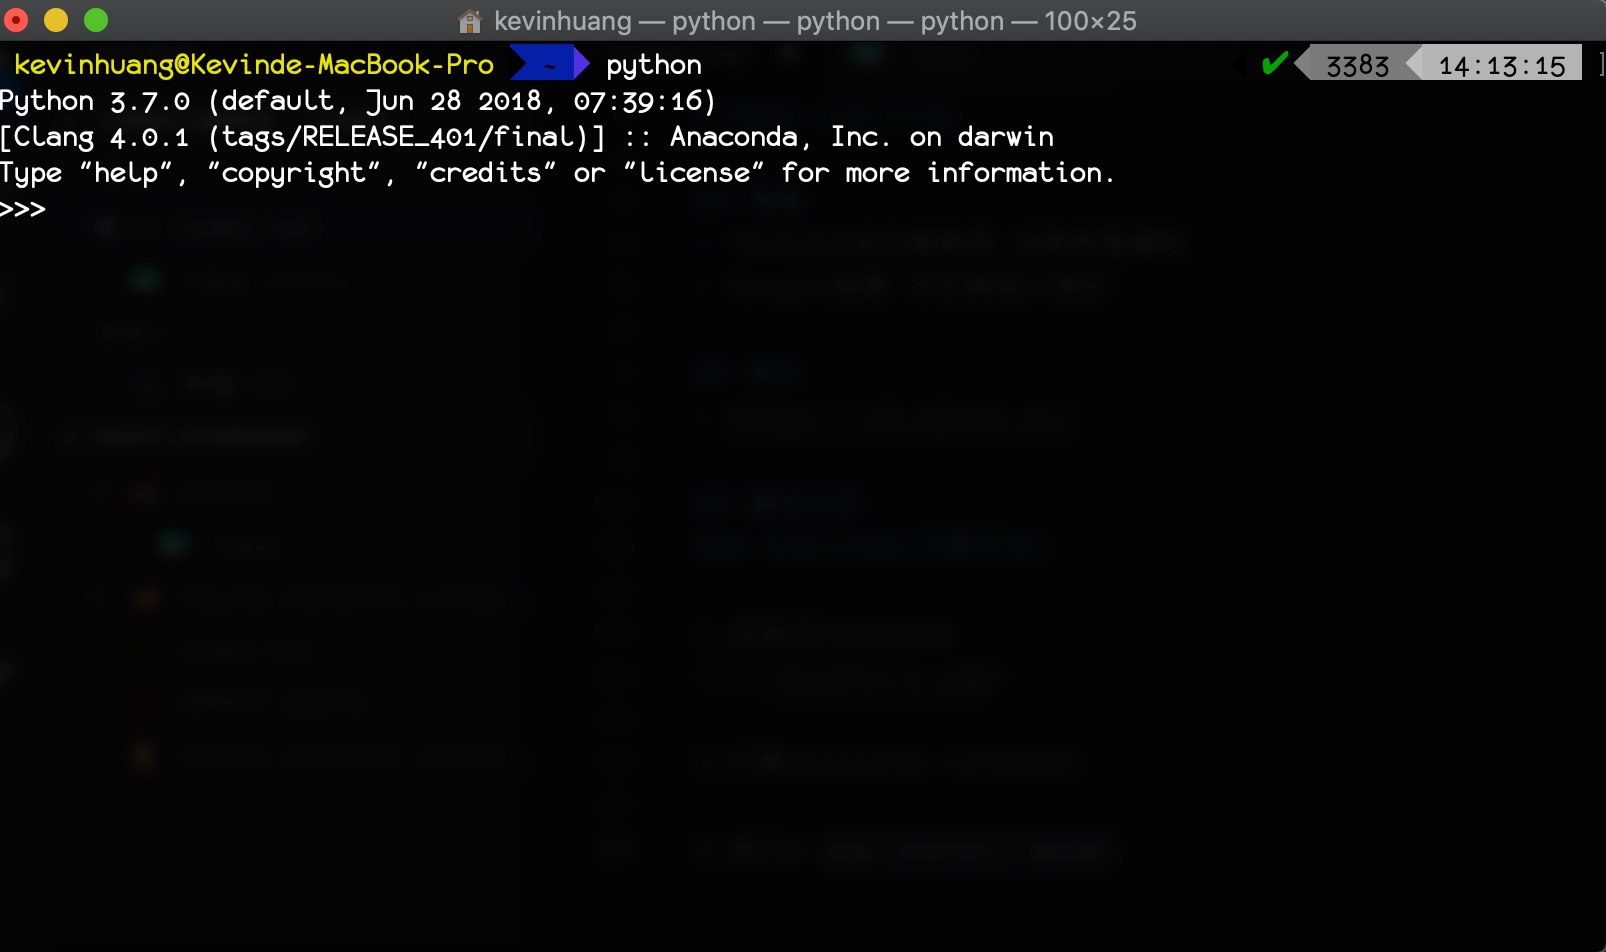 kevinhuang — python — python — python — 100×25
kevinhuang@Kevinde-MacBook-Pro ~ python ✔ 3383 14:13:15 ]
Python 3.7.0 (default, Jun 28 2018, 07:39:16)
[Clang 4.0.1 (tags/RELEASE_401/final)] :: Anaconda, Inc. on darwin
Type "help", "copyright", "credits" or "license" for more information.
>>>